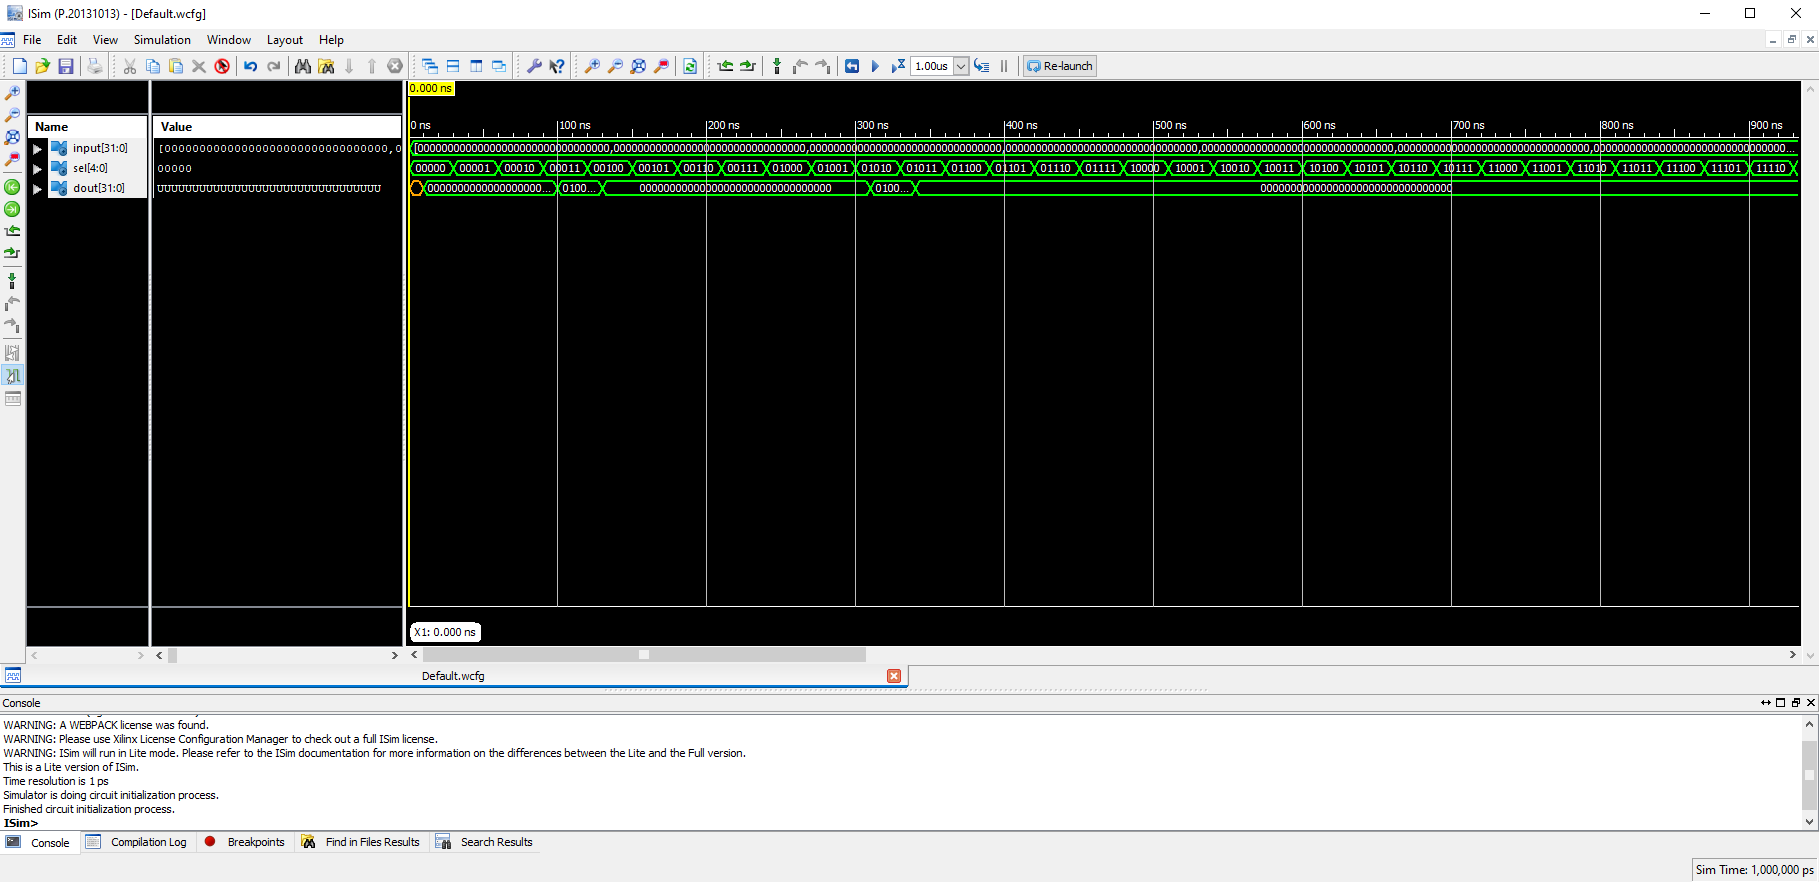 ISim (P.20131013) - [Default.wcfg]
File Edit View Simulation Window Layout Help
1.00us Re-launch
0.000 ns
Name Value
0 ns 100 ns 200 ns 300 ns 400 ns 500 ns 600 ns 700 ns 800 ns 900 ns
input[31:0]
sel[4:0] 00000 00000 00001 00010 00011 00100 00101 00110 00111 01000 01001 01010 01011 01100 01101 01110 01111 10000 10001 10010 10011 10100 10101 10110 10111 11000 11001 11010 11011 11100 11101 11110
dout[31:0] UUUUUUUUUUUUUUUUUUUUUUUUUUUUUUUU 0100... 00000000000000000000000000000000 0100... 00000000000000000000000000000000
X1: 0.000 ns
Default.wcfg
Console
WARNING: A WEBPACK license was found.
WARNING: Please use Xilinx License Configuration Manager to check out a full ISim license.
WARNING: ISim will run in Lite mode. Please refer to the ISim documentation for more information on the differences between the Lite and the Full version.
This is a Lite version of ISim.
Time resolution is 1 ps
Simulator is doing circuit initialization process.
Finished circuit initialization process.
ISim>
Console Compilation Log Breakpoints Find in Files Results Search Results
Sim Time: 1,000,000 ps